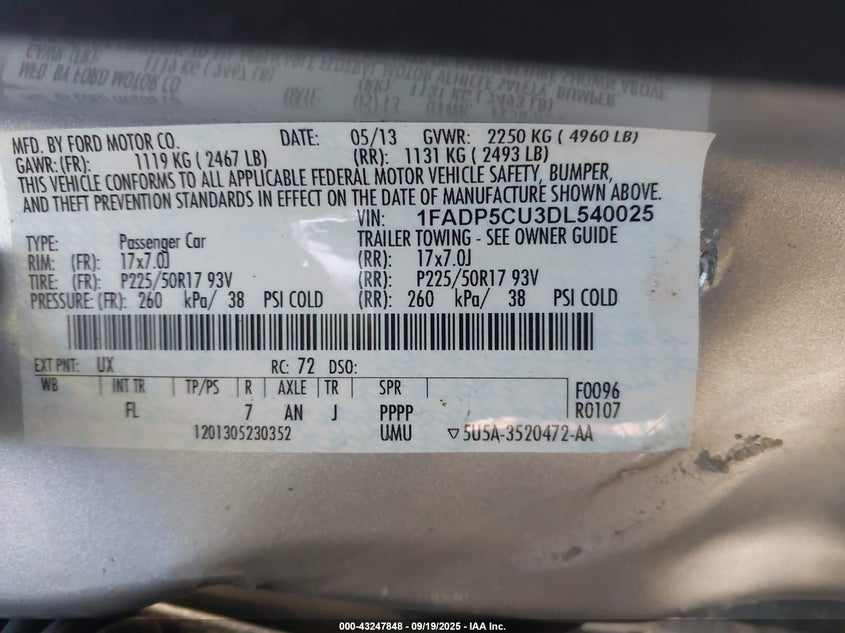 MFD. BY FORD MOTOR CO. DATE: 05/13 GVWR: 2250 KG ( 4960 LB)
GAWR: (FR): 1119 KG ( 2467 LB) (RR): 1131 KG ( 2493 LB)
THIS VEHICLE CONFORMS TO ALL APPLICABLE FEDERAL MOTOR VEHICLE SAFETY, BUMPER,
AND THEFT PREVENTION STANDARDS IN EFFECT ON THE DATE OF MANUFACTURE SHOWN ABOVE.
VIN: 1FADP5CU3DL540025
TYPE: Passenger Car TRAILER TOWING - SEE OWNER GUIDE
RIM: (FR): 17x7.0J (RR): 17x7.0J
TIRE: (FR): P225/50R17 93V (RR): P225/50R17 93V
PRESSURE: (FR): 260 kPa/ 38 PSI COLD (RR): 260 kPa/ 38 PSI COLD
EXT PNT: UX RC: 72 DSO:
WB INT TR TP/PS R AXLE TR SPR F0096
FL 7 AN J PPPP R0107
1201305230352 UMU ▽5U5A-3520472-AA
000-43247848 - 09/19/2025 - IAA Inc.